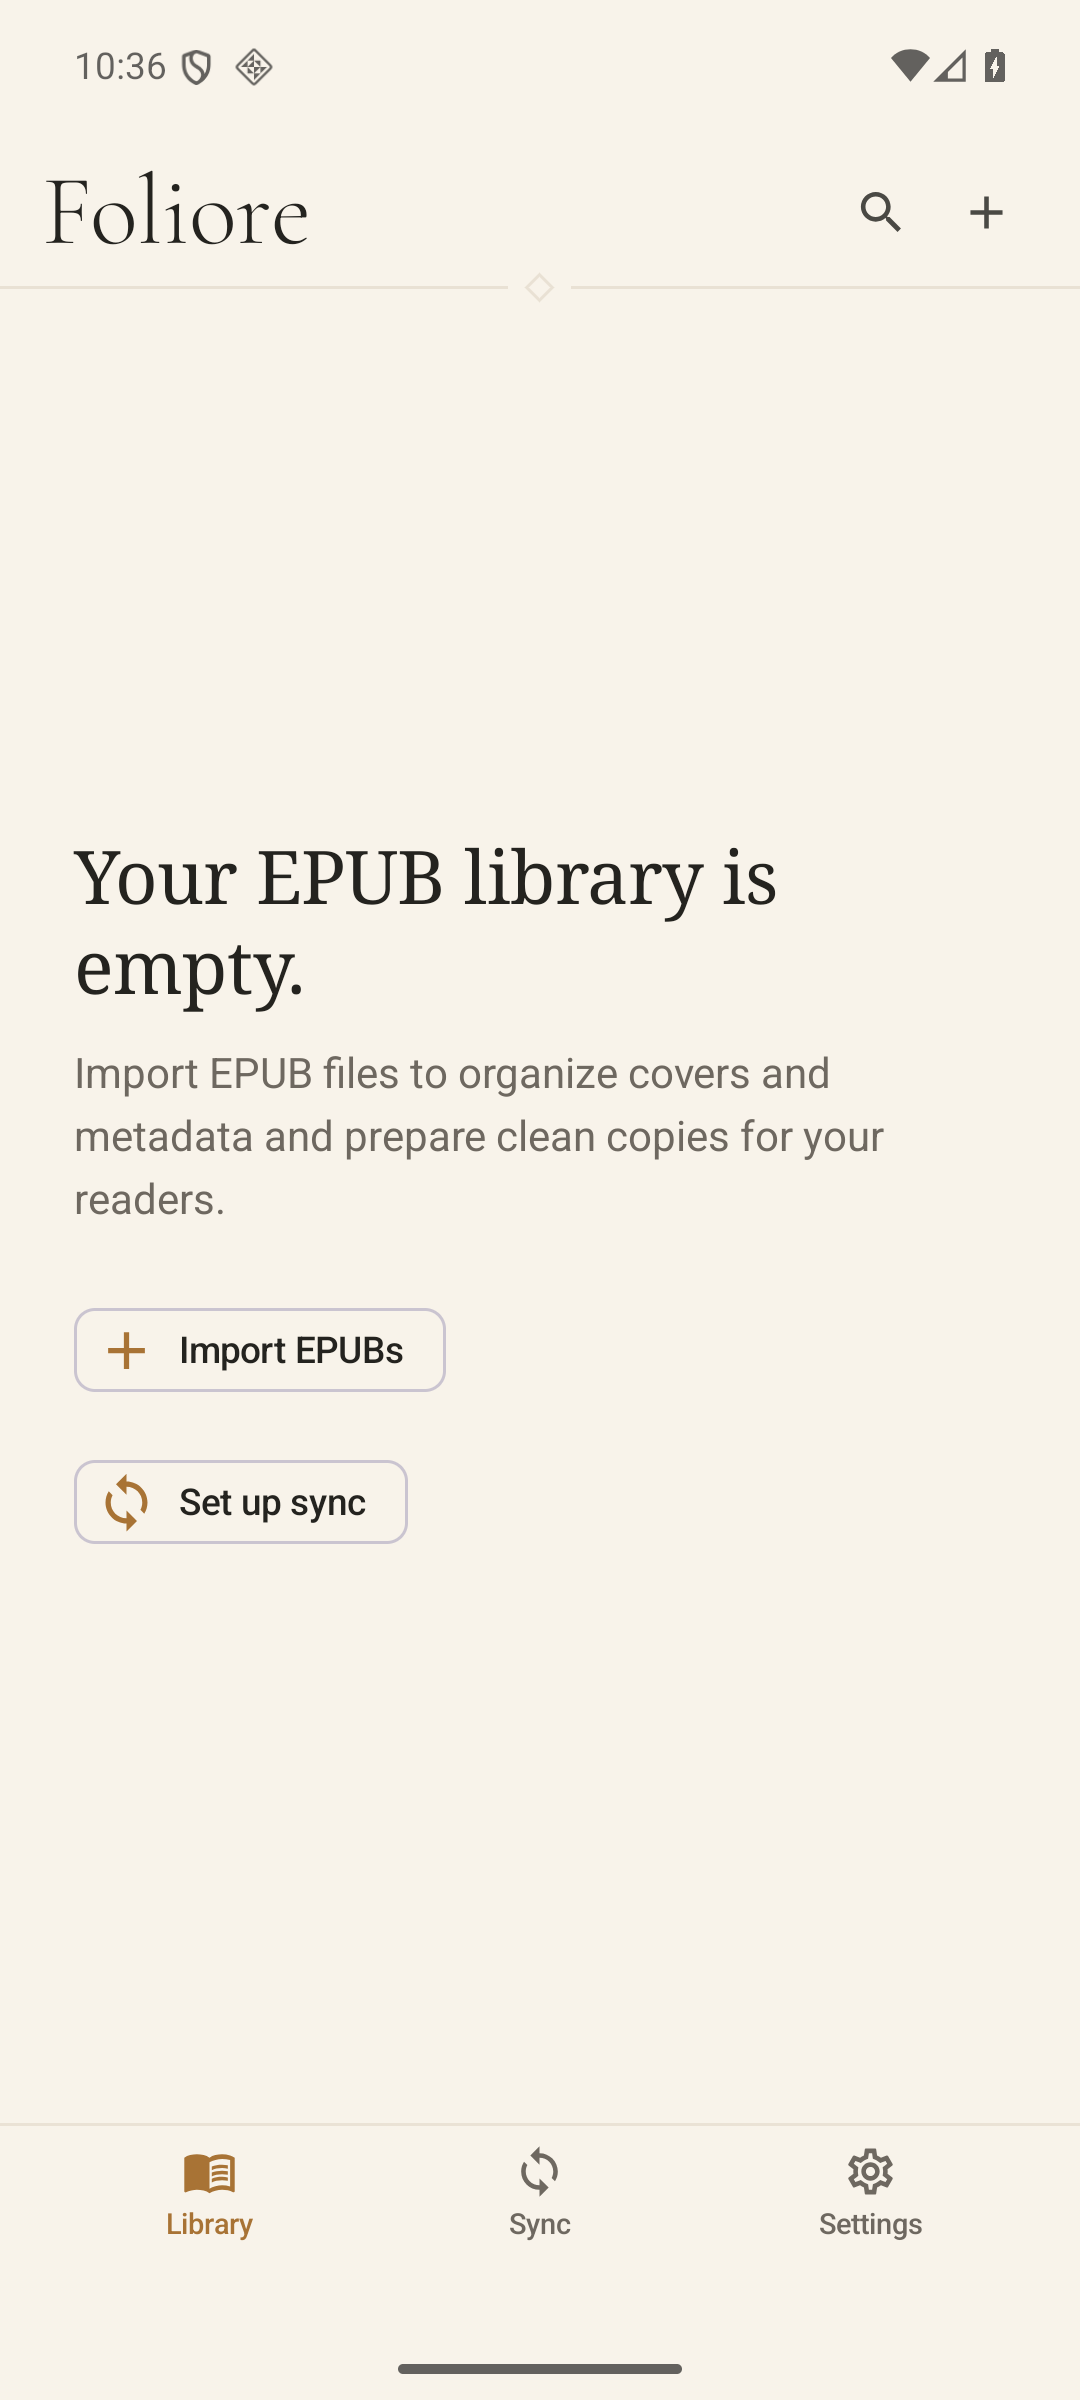 10:36
Foliore
Your EPUB library is
empty.
Import EPUB files to organize covers and
metadata and prepare clean copies for your
readers.
Import EPUBs
Set up sync
Library
Sync
Settings